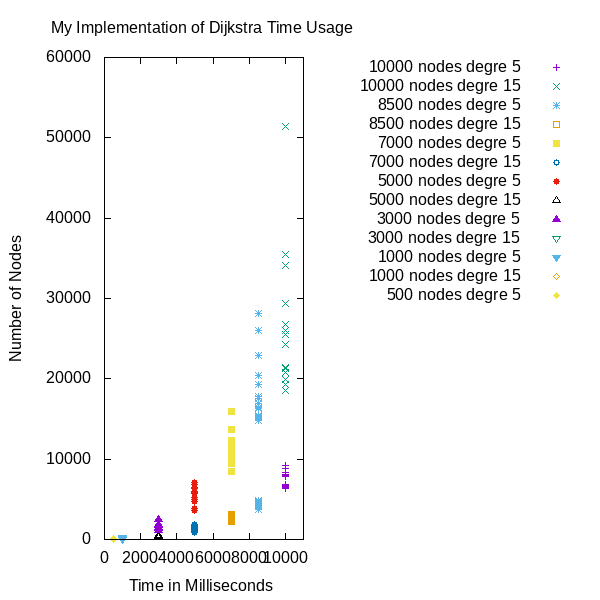 My Implementation of Dijkstra Time Usage
60000
50000
40000
30000
20000
10000
0
Number of Nodes
0 2000 4000 6000 8000 10000
Time in Milliseconds
10000 nodes degre 5
10000 nodes degre 15
8500 nodes degre 5
8500 nodes degre 15
7000 nodes degre 5
7000 nodes degre 15
5000 nodes degre 5
5000 nodes degre 15
3000 nodes degre 5
3000 nodes degre 15
1000 nodes degre 5
1000 nodes degre 15
500 nodes degre 5